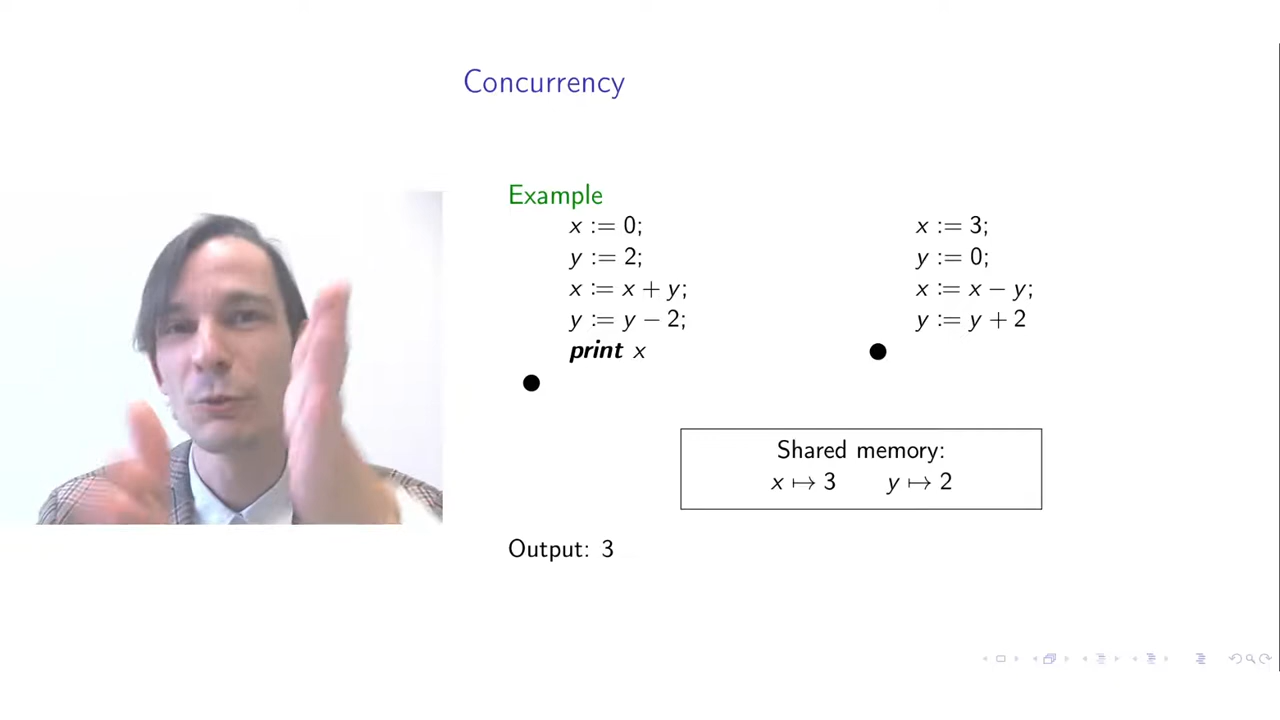 Concurrency
Example
x := 0;
y := 2;
x := x + y;
y := y − 2;
print x
x := 3;
y := 0;
x := x − y;
y := y + 2
Shared memory:
x ↦ 3 y ↦ 2
Output: 3